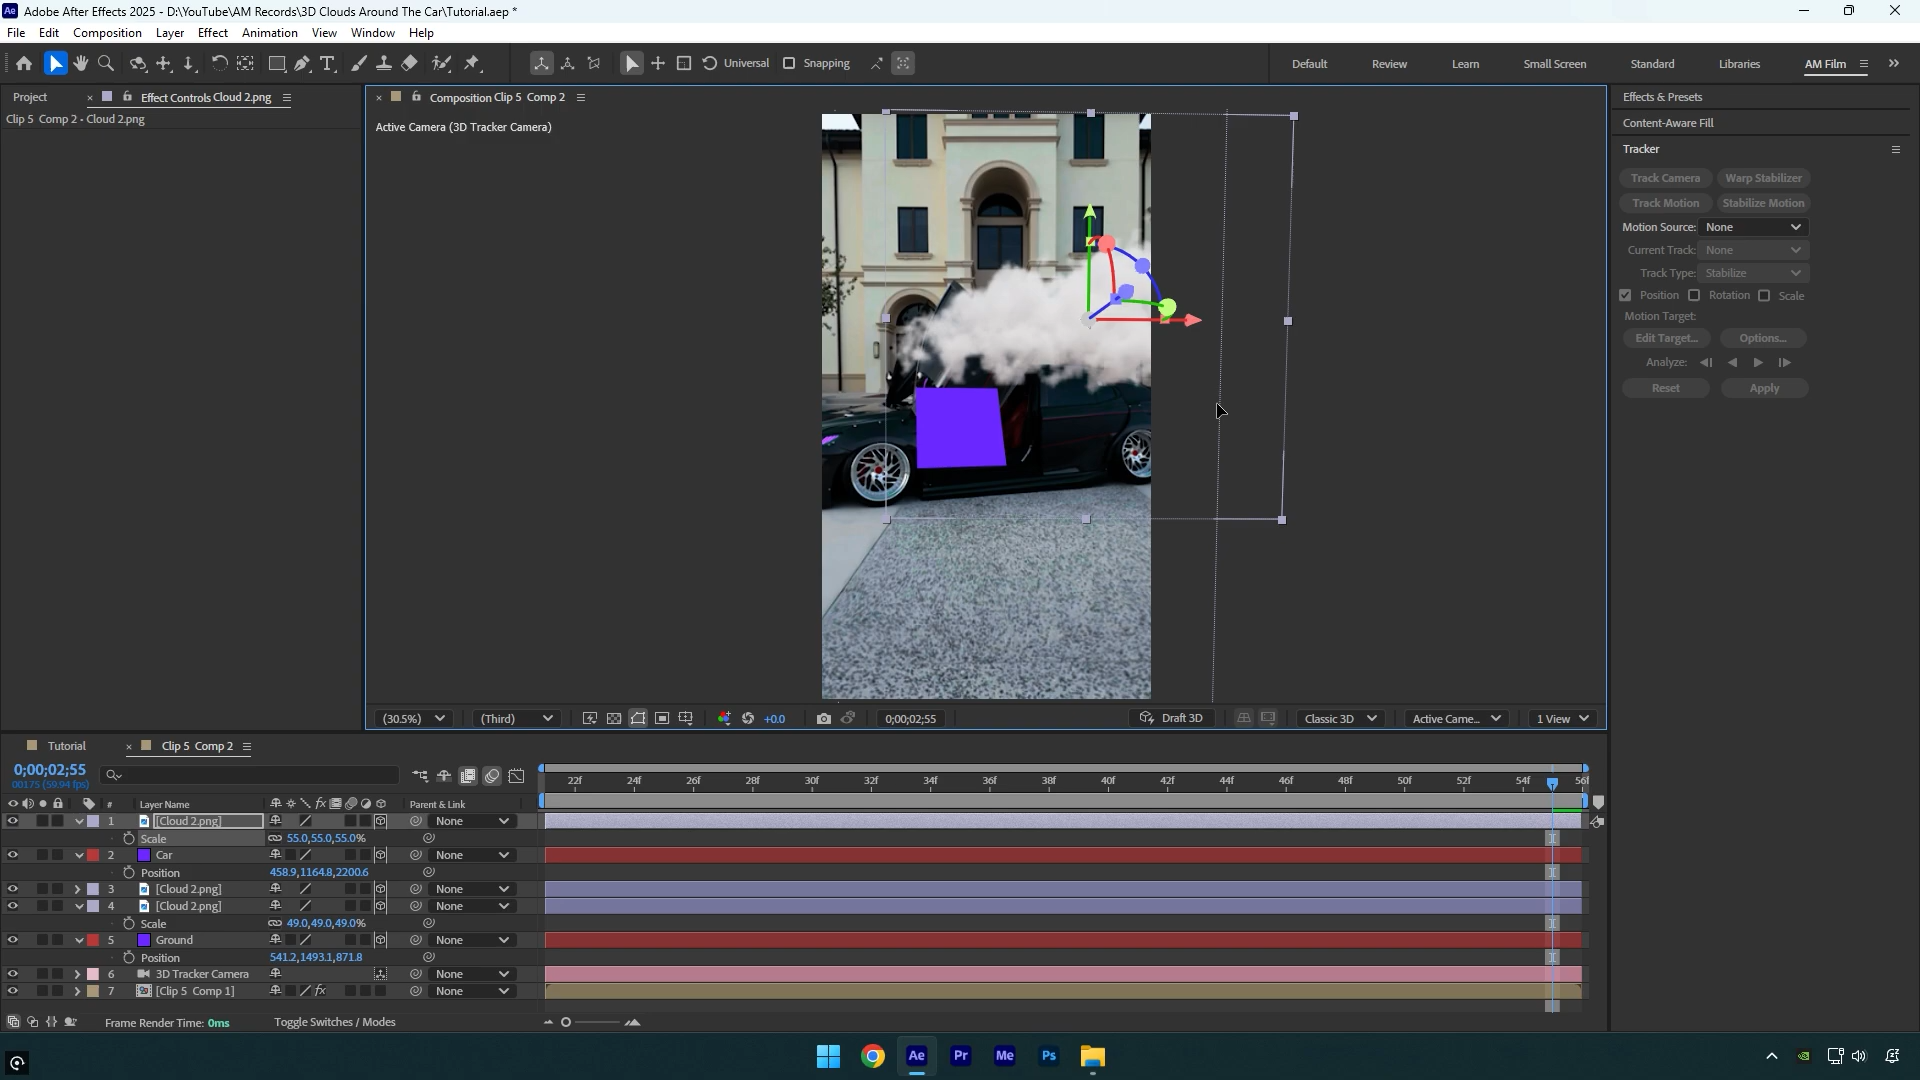 Adobe After Effects 2025 - D:\YouTube\AM Records\3D Clouds Around The Car\Tutorial.aep *
File Edit Composition Layer Effect Animation View Window Help
Universal Snapping Default Review Learn Small Screen Standard Libraries AM Film
Project Effect Controls Cloud 2.png
Clip 5 Comp 2 - Cloud 2.png
Composition Clip 5 Comp 2
Active Camera (3D Tracker Camera)
Effects & Presets
Content-Aware Fill
Tracker
Track Camera Warp Stabilizer
Track Motion Stabilize Motion
Motion Source: None
Current Track: None
Track Type: Stabilize
Position Rotation Scale
Motion Target:
Edit Target... Options...
Analyze:
Reset Apply
(30.5%) (Third) +0.0 0;00;02;55 Draft 3D Classic 3D Active Came... 1 View
Tutorial Clip 5 Comp 2
0;00;02;55
00175 (59.94 fps)
22f 24f 26f 28f 30f 32f 34f 36f 38f 40f 42f 44f 46f 48f 50f 52f 54f 56f
# Layer Name fx Parent & Link
1 [Cloud 2.png] None
Scale 55.0,55.0,55.0%
2 Car None
Position 458.9,1164.8,2200.6
3 [Cloud 2.png] None
4 [Cloud 2.png] None
Scale 49.0,49.0,49.0%
5 Ground None
Position 541.2,1493.1,871.8
6 3D Tracker Camera None
7 [Clip 5 Comp 1] fx None
Frame Render Time: 0ms Toggle Switches / Modes
Ae Pr Me Ps